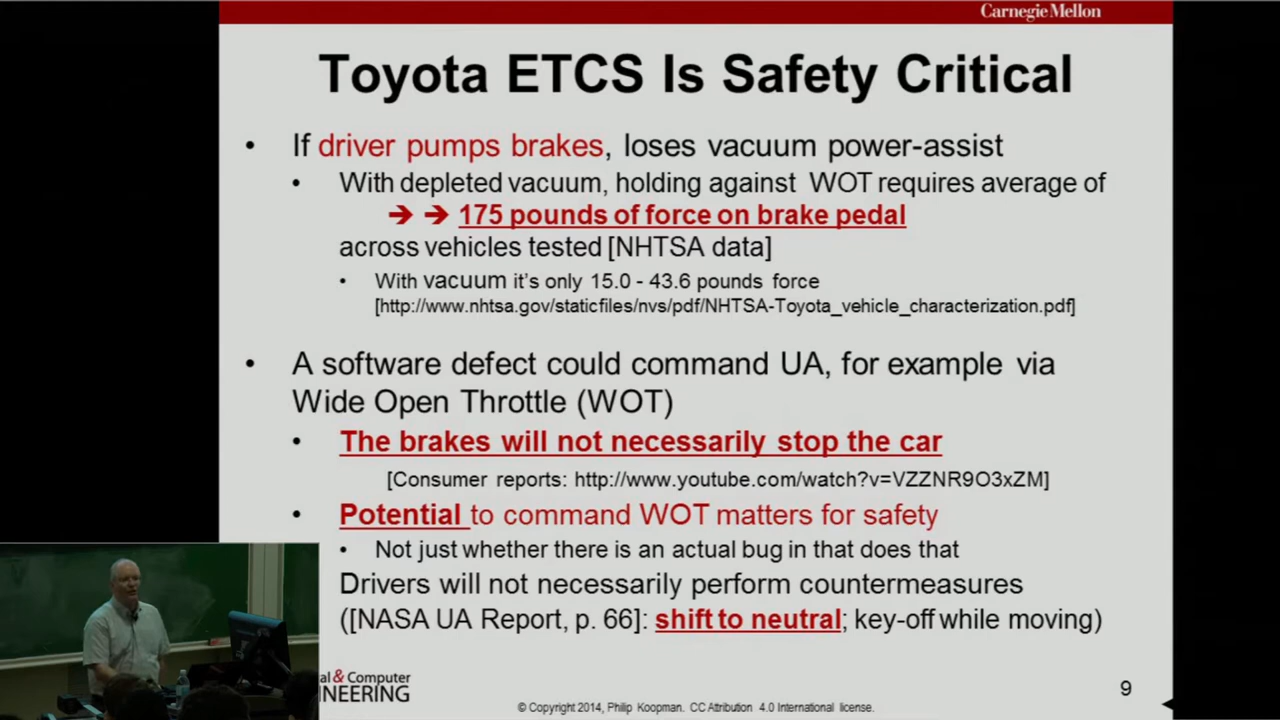 Carnegie Mellon
Toyota ETCS Is Safety Critical
• If driver pumps brakes, loses vacuum power-assist
• With depleted vacuum, holding against WOT requires average of
➔ ➔ 175 pounds of force on brake pedal
across vehicles tested [NHTSA data]
• With vacuum it's only 15.0 - 43.6 pounds force
[http://www.nhtsa.gov/staticfiles/nvs/pdf/NHTSA-Toyota_vehicle_characterization.pdf]
• A software defect could command UA, for example via
Wide Open Throttle (WOT)
• The brakes will not necessarily stop the car
[Consumer reports: http://www.youtube.com/watch?v=VZZNR9O3xZM]
• Potential to command WOT matters for safety
• Not just whether there is an actual bug in that does that
Drivers will not necessarily perform countermeasures
([NASA UA Report, p. 66]: shift to neutral; key-off while moving)
al & Computer
INEERING
© Copyright 2014, Philip Koopman. CC Attribution 4.0 International license.
9